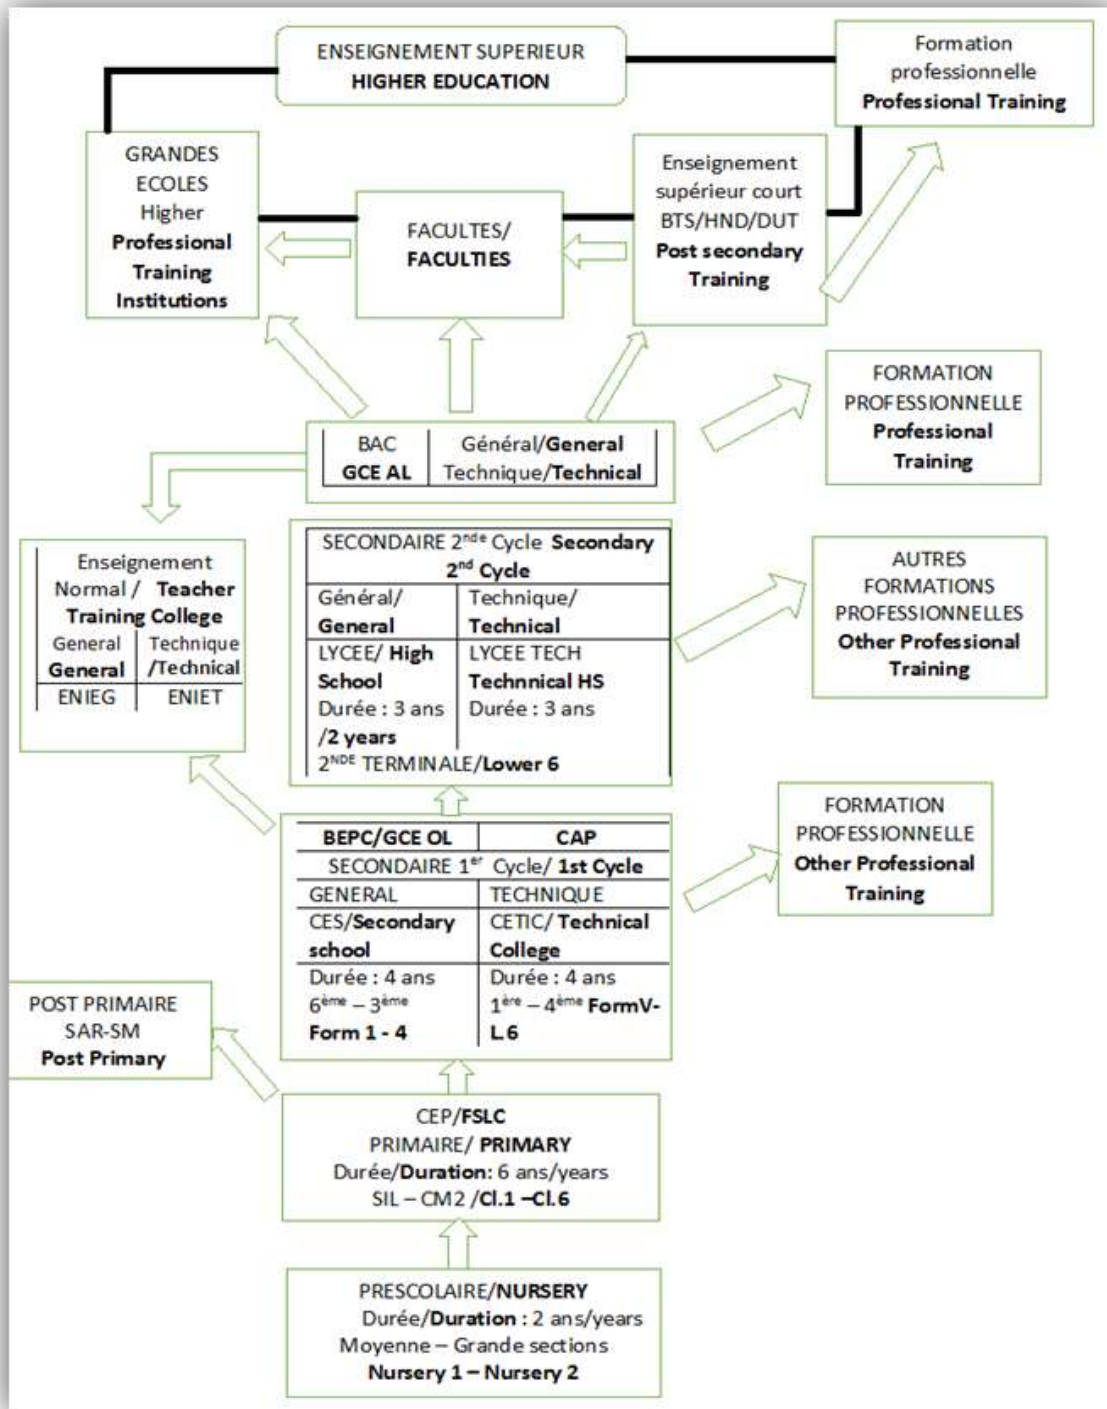 ENSEIGNEMENT SUPERIEUR
HIGHER EDUCATION
Formation
professionnelle
Professional Training
GRANDES
ECOLES
Higher
Professional
Training
Institutions
FACULTES/
FACULTIES
Enseignement
supérieur court
BTS/HND/DUT
Post secondary
Training
FORMATION
PROFESSIONNELLE
Professional
Training
BAC
GCE AL
Général/General
Technique/Technical
Enseignement
Normal / Teacher
Training College
General
General
Technique
/Technical
ENIEG
ENIET
SECONDAIRE 2nde Cycle Secondary
2nd Cycle
Général/
General
Technique/
Technical
LYCEE/ High
School
Durée : 3 ans
/2 years
LYCEE TECH
Technnical HS
Durée : 3 ans
2NDE TERMINALE/Lower 6
AUTRES
FORMATIONS
PROFESSIONNELLES
Other Professional
Training
BEPC/GCE OL
CAP
SECONDAIRE 1er Cycle/ 1st Cycle
GENERAL
TECHNIQUE
CES/Secondary
school
CETIC/ Technical
College
Durée : 4 ans
6ème – 3ème
Form 1 - 4
Durée : 4 ans
1ère – 4ème FormV-
L.6
FORMATION
PROFESSIONNELLE
Other Professional
Training
POST PRIMAIRE
SAR-SM
Post Primary
CEP/FSLC
PRIMAIRE/ PRIMARY
Durée/Duration: 6 ans/years
SIL – CM2 /Cl.1 –Cl.6
PRESCOLAIRE/NURSERY
Durée/Duration : 2 ans/years
Moyenne – Grande sections
Nursery 1 – Nursery 2